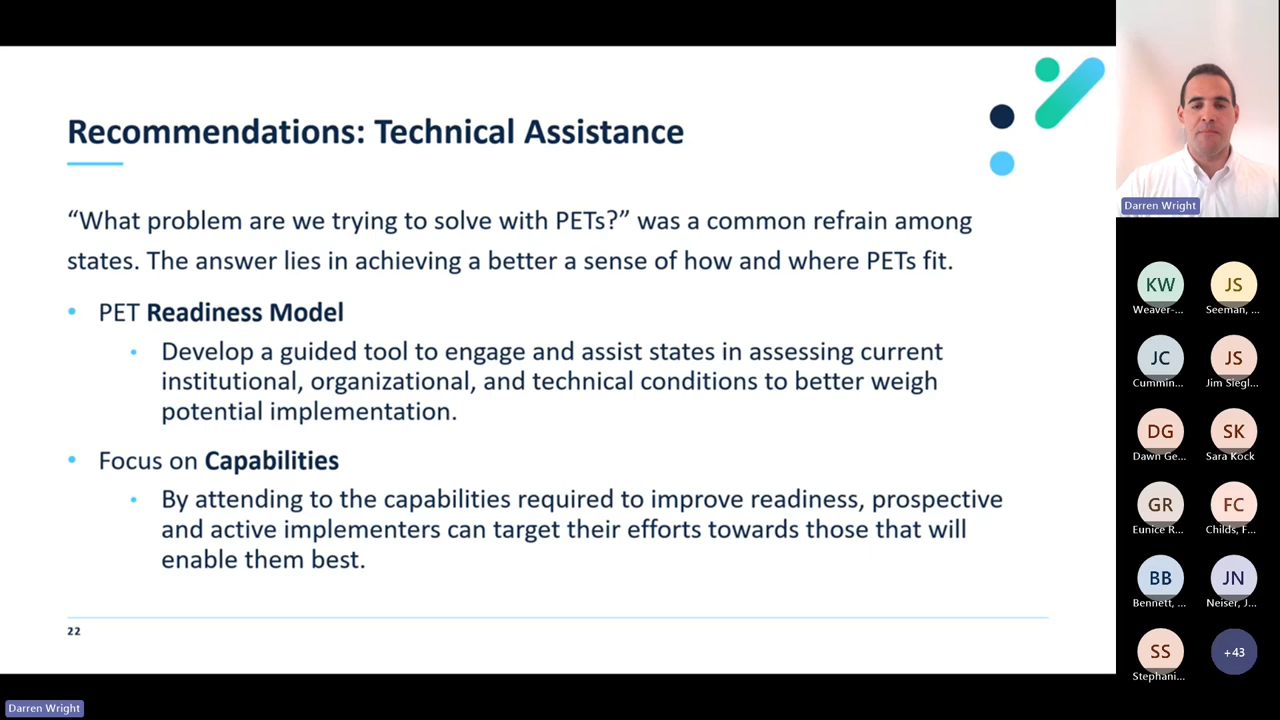 Recommendations: Technical Assistance
“What problem are we trying to solve with PETs?” was a common refrain among
states. The answer lies in achieving a better a sense of how and where PETs fit.
• PET Readiness Model
• Develop a guided tool to engage and assist states in assessing current
institutional, organizational, and technical conditions to better weigh
potential implementation.
• Focus on Capabilities
• By attending to the capabilities required to improve readiness, prospective
and active implementers can target their efforts towards those that will
enable them best.
22
Darren Wright
Darren Wright
KW
Weaver-...
JS
Seeman, ...
JC
Cummin...
JS
Jim Siegl...
DG
Dawn Ge...
SK
Sara Kock
GR
Eunice R...
FC
Childs, F...
BB
Bennett, ...
JN
Neiser, J...
SS
Stephani...
+43